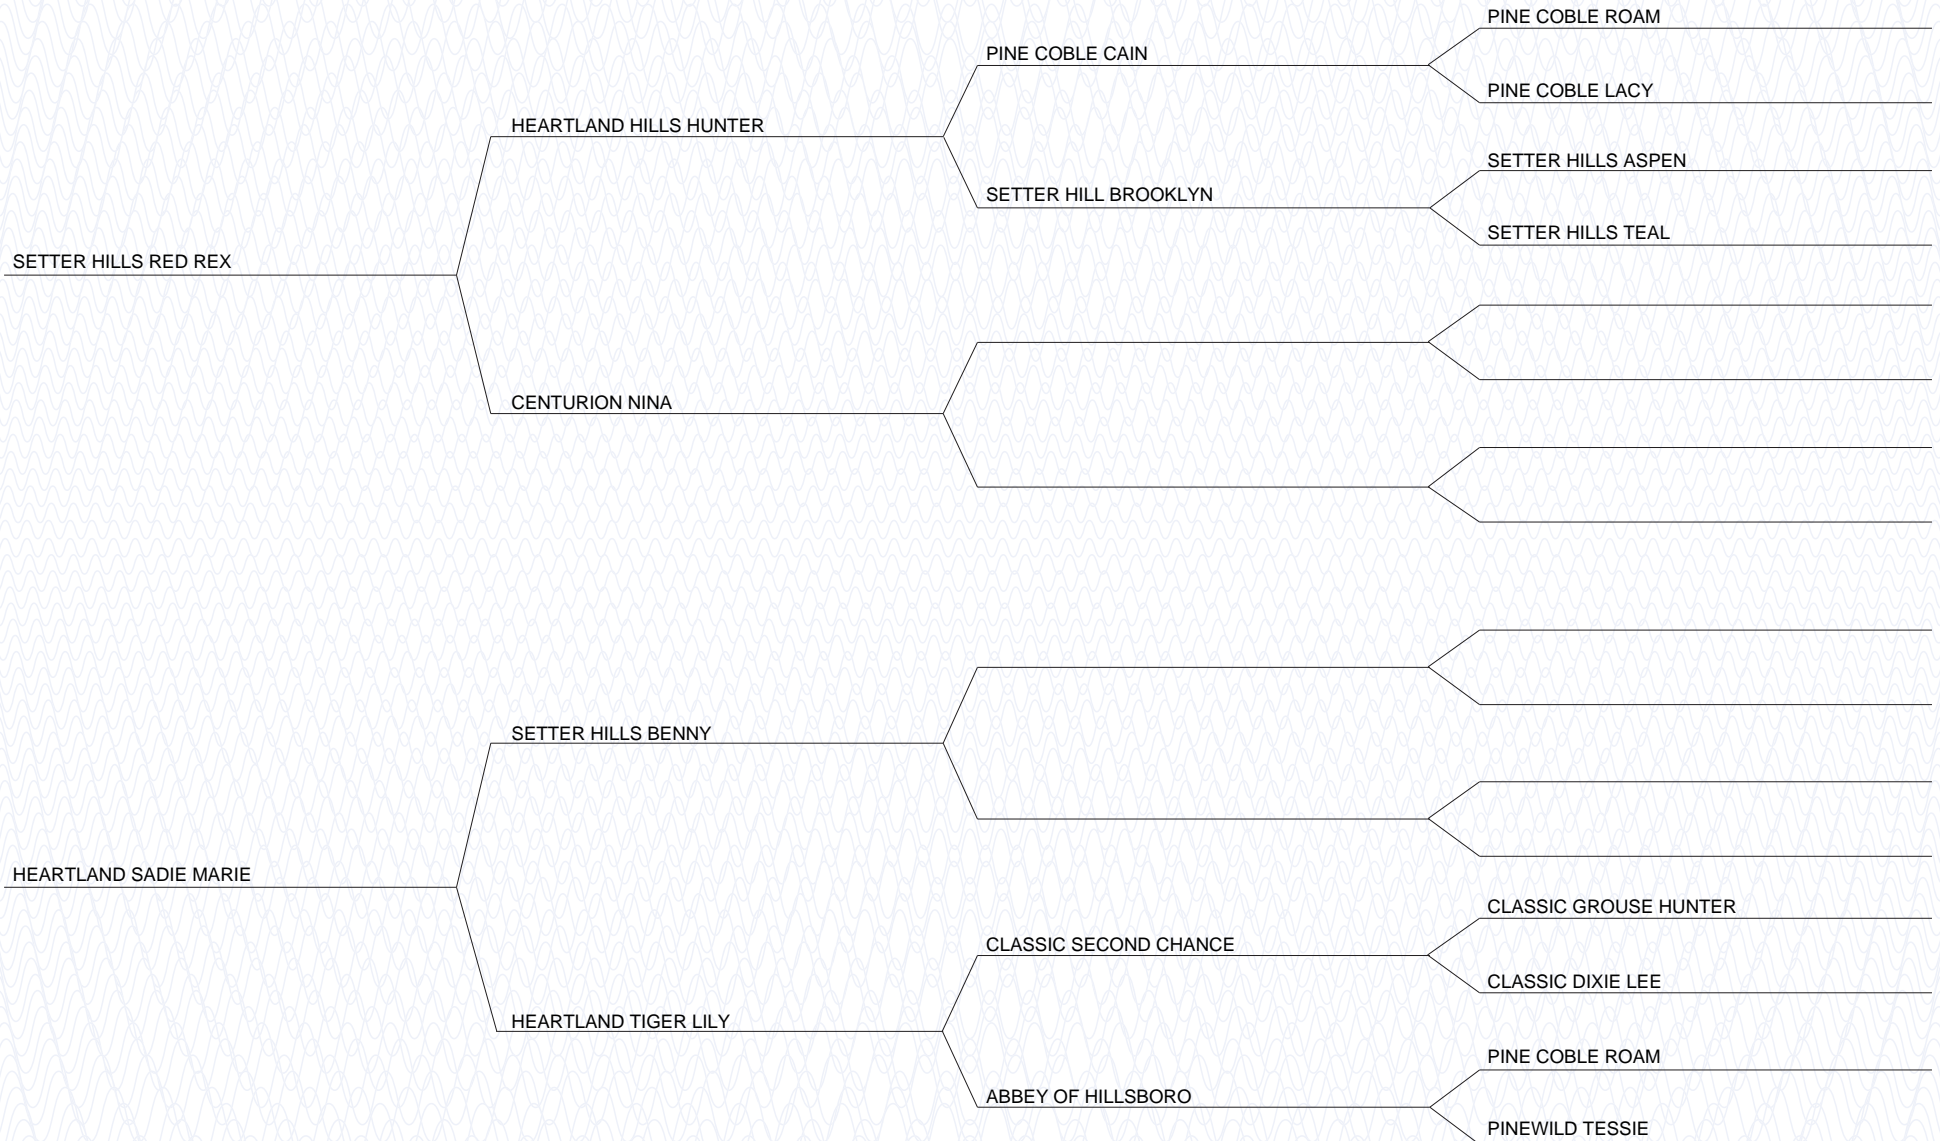 PINE COBLE ROAM
PINE COBLE CAIN
PINE COBLE LACY
HEARTLAND HILLS HUNTER
SETTER HILLS ASPEN
SETTER HILL BROOKLYN
SETTER HILLS TEAL
SETTER HILLS RED REX
CENTURION NINA
SETTER HILLS BENNY
HEARTLAND SADIE MARIE
CLASSIC GROUSE HUNTER
CLASSIC SECOND CHANCE
CLASSIC DIXIE LEE
HEARTLAND TIGER LILY
PINE COBLE ROAM
ABBEY OF HILLSBORO
PINEWILD TESSIE